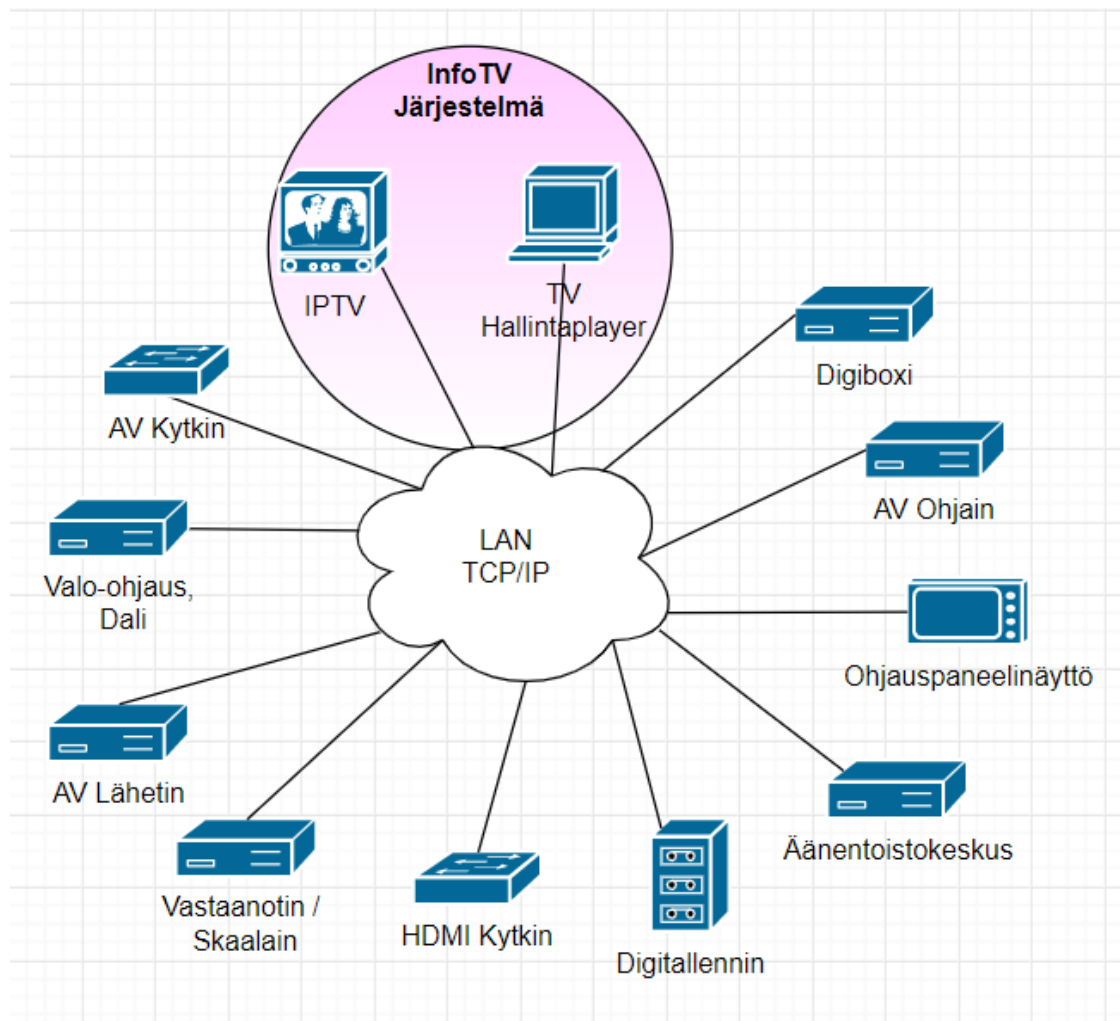 InfoTV
Järjestelmä
IPTV
TV
Hallintaplayer
Digiboxi
AV Kytkin
AV Ohjain
LAN
TCP/IP
Valo-ohjaus,
Dali
Ohjauspaneelinäyttö
AV Lähetin
Äänentoistokeskus
Vastaanotin /
Skaalain
HDMI Kytkin
Digitallennin